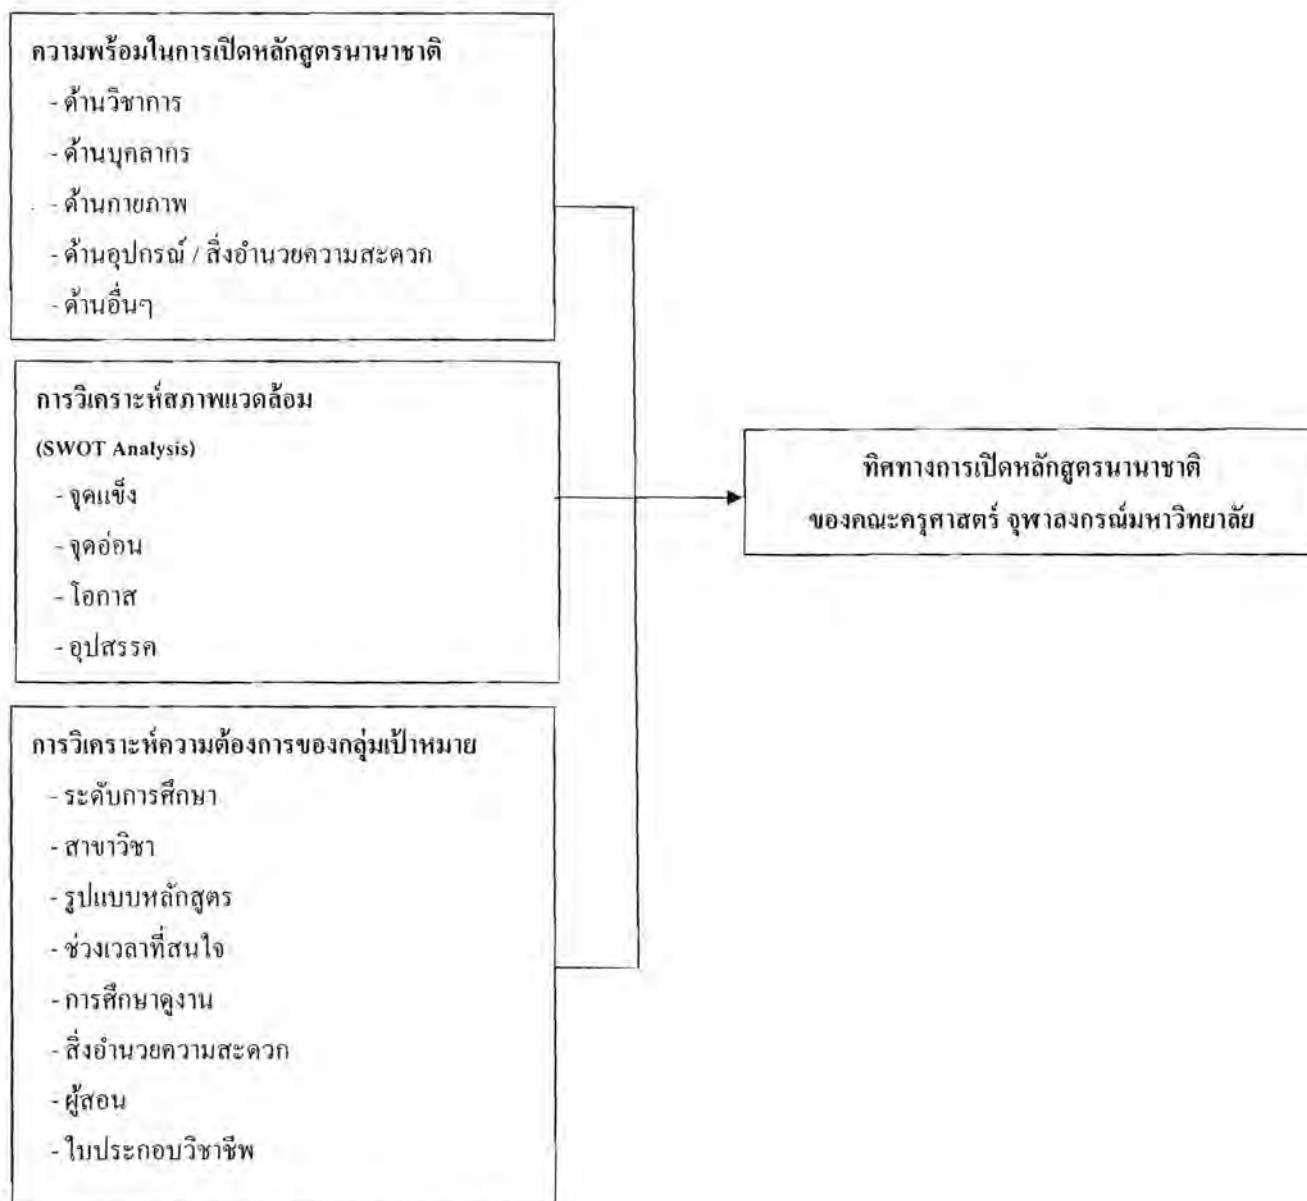 ความพร้อมในการเปิดหลักสูตรนานาชาติ
- ด้านวิชาการ
- ด้านบุคลากร
- ด้านกายภาพ
- ด้านอุปกรณ์ / สิ่งอำนวยความสะดวก
- ด้านอื่นๆ
การวิเคราะห์สภาพแวดล้อม
(SWOT Analysis)
- จุดแข็ง
- จุดอ่อน
- โอกาส
- อุปสรรค
การวิเคราะห์ความต้องการของกลุ่มเป้าหมาย
- ระดับการศึกษา
- สาขาวิชา
- รูปแบบหลักสูตร
- ช่วงเวลาที่สนใจ
- การศึกษาดูงาน
- สิ่งอำนวยความสะดวก
- ผู้สอน
- ใบประกอบวิชาชีพ
ทิศทางการเปิดหลักสูตรนานาชาติ
ของคณะครุศาสตร์ จุฬาลงกรณ์มหาวิทยาลัย